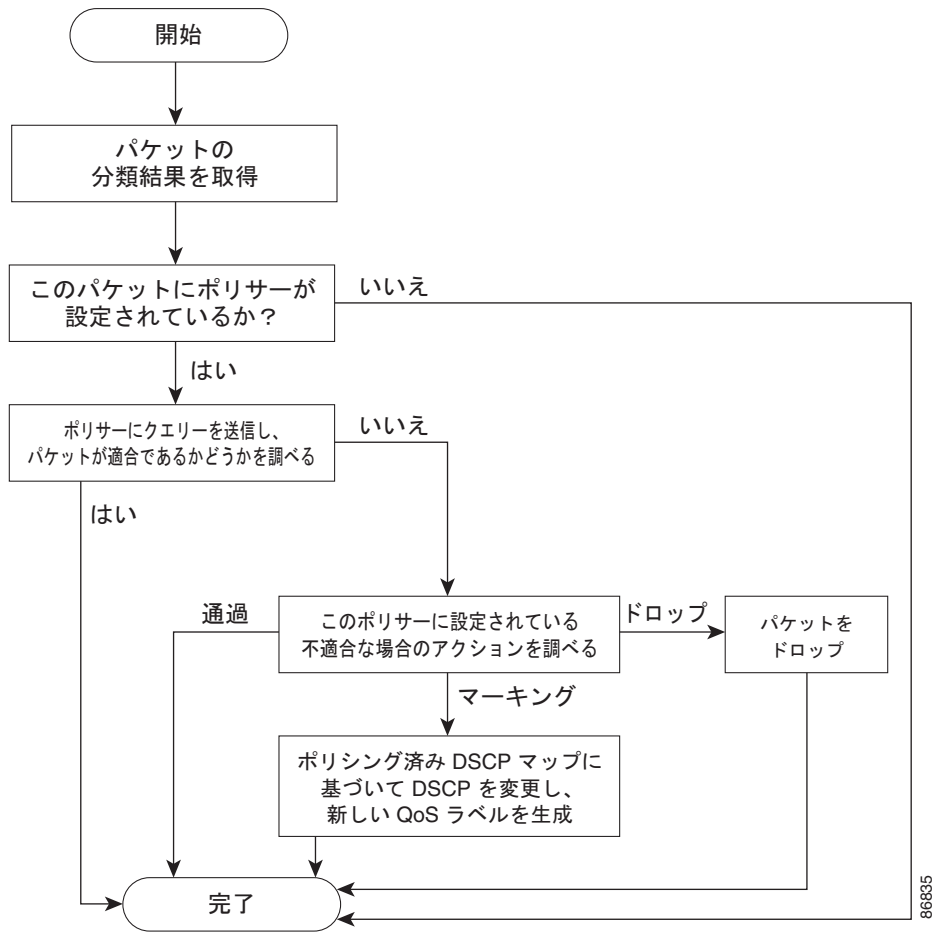 開始
パケットの
分類結果を取得
このパケットにポリサーが
設定されているか？
いいえ
はい
ポリサーにクエリーを送信し、
パケットが適合であるかどうかを調べる
いいえ
はい
通過
このポリサーに設定されている
不適合な場合のアクションを調べる
ドロップ
パケットを
ドロップ
マーキング
ポリシング済み DSCP マップに
基づいて DSCP を変更し、
新しい QoS ラベルを生成
完了
86835